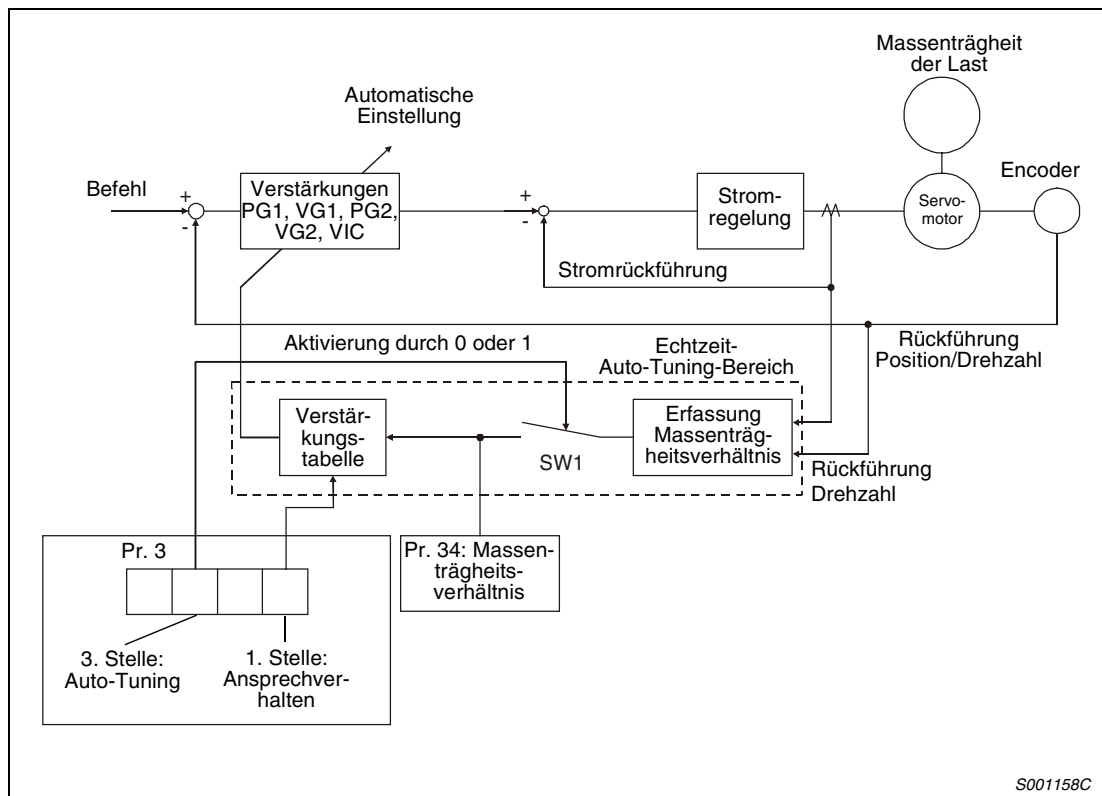 Massenträgheit
der Last
Automatische
Einstellung
Encoder
Befehl
+
-
Verstärkungen
PG1, VG1, PG2,
VG2, VIC
+
-
Strom-
regelung
Servo-
motor
Stromrückführung
Rückführung
Position/Drehzahl
Aktivierung durch 0 oder 1
Echtzeit-
Auto-Tuning-Bereich
Verstär-
kungs-
tabelle
SW1
Erfassung
Massenträg-
heitsverhältnis
Rückführung
Drehzahl
Pr. 3
Pr. 34: Massen-
trägheits-
verhältnis
3. Stelle:
Auto-Tuning
1. Stelle:
Ansprechver-
halten
S001158C